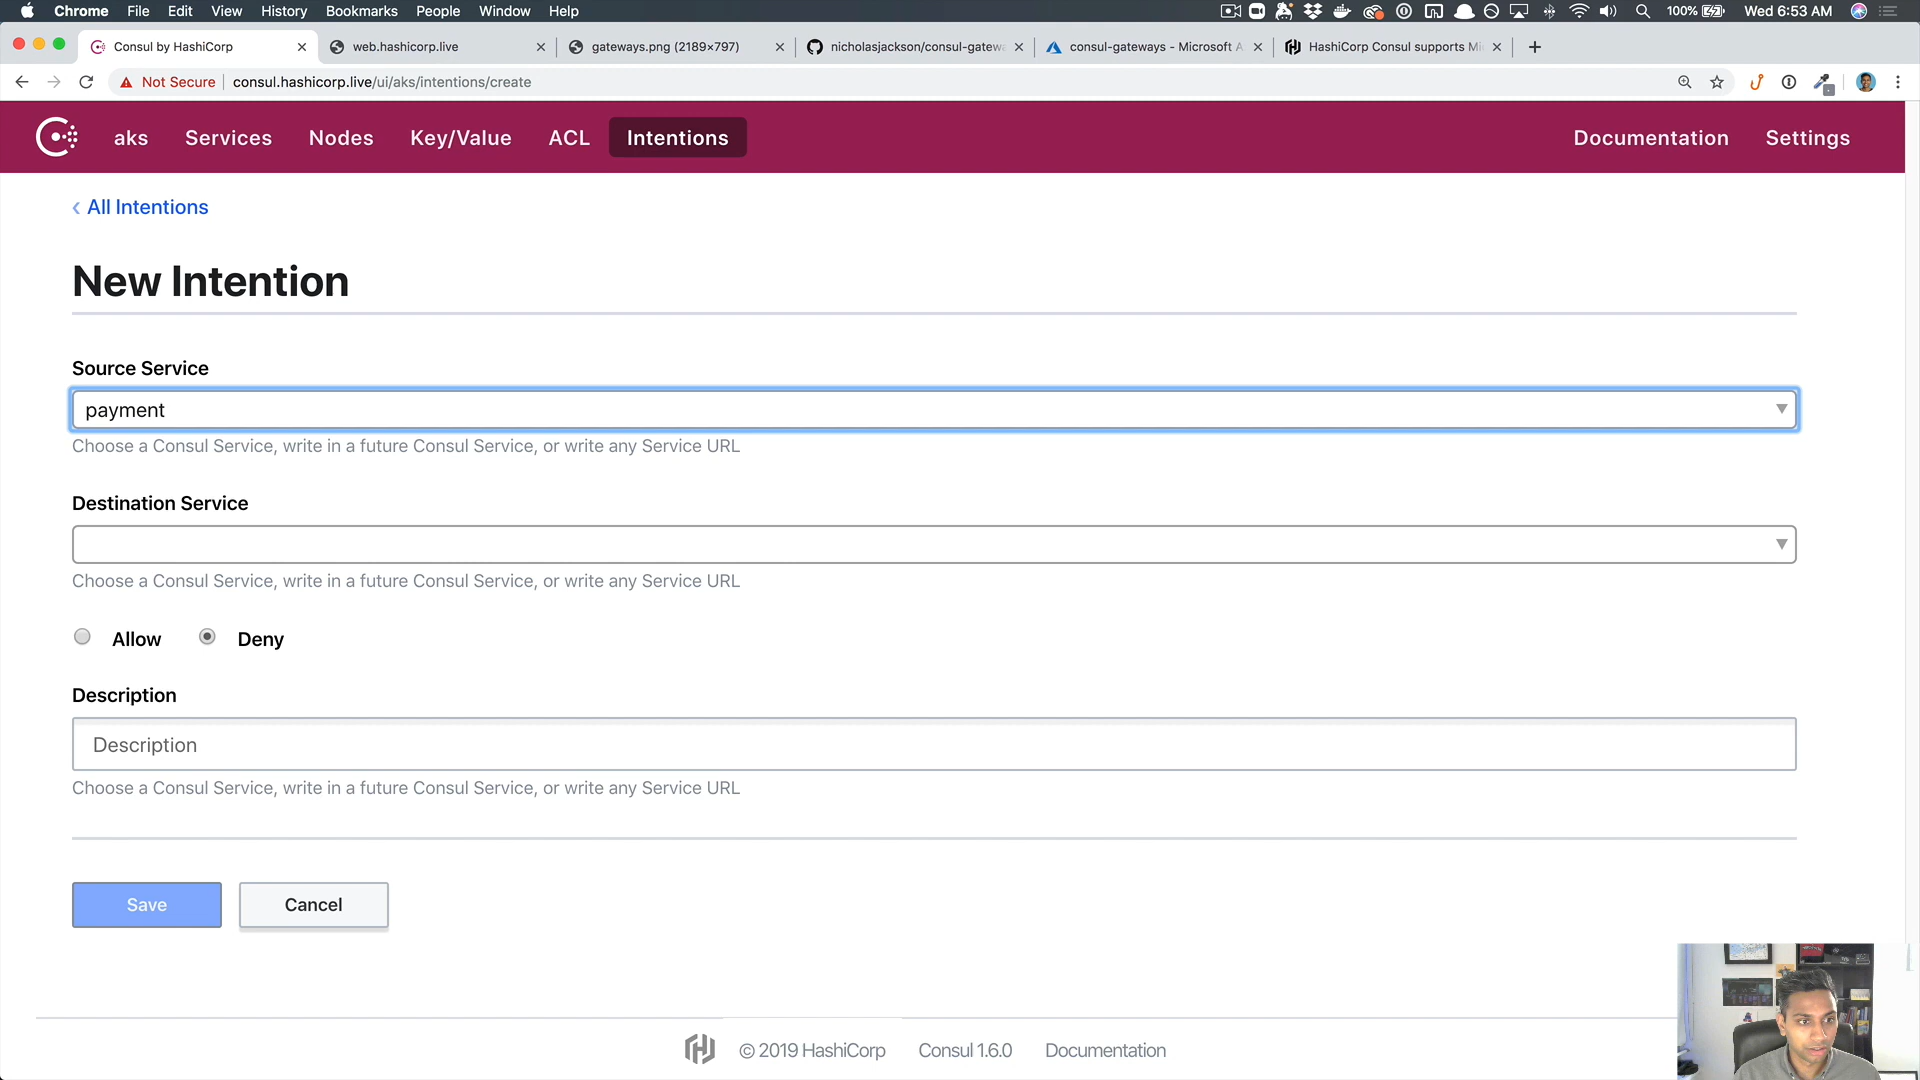 Chrome File Edit View History Bookmarks People Window Help 100% Wed 6:53 AM
Consul by HashiCorp web.hashicorp.live gateways.png (2189×797) nicholasjackson/consul-gatewa consul-gateways - Microsoft A HashiCorp Consul supports Mi
Not Secure consul.hashicorp.live/ui/aks/intentions/create
aks Services Nodes Key/Value ACL Intentions Documentation Settings
‹ All Intentions
New Intention
Source Service
payment
Choose a Consul Service, write in a future Consul Service, or write any Service URL
Destination Service
Choose a Consul Service, write in a future Consul Service, or write any Service URL
Allow Deny
Description
Description
Choose a Consul Service, write in a future Consul Service, or write any Service URL
Save Cancel
© 2019 HashiCorp Consul 1.6.0 Documentation